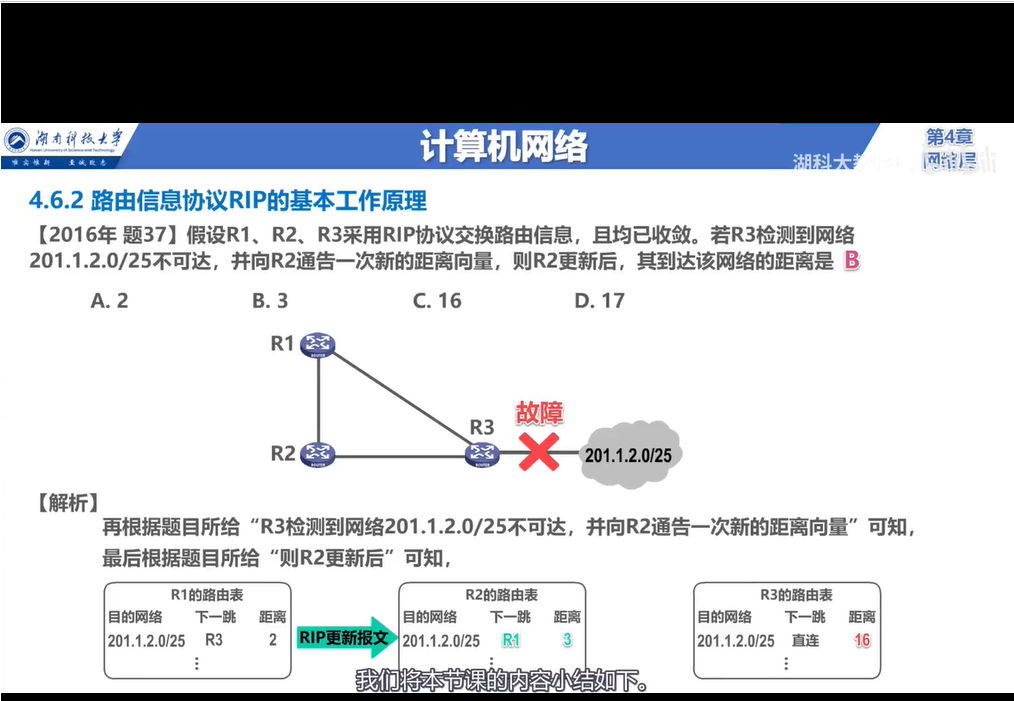 湖南科技大学
Hunan University of Science and Technology
唯实惟新 至诚致志
计算机网络
第4章
网络层
湖科大教
4.6.2 路由信息协议RIP的基本工作原理
【2016年 题37】假设R1、R2、R3采用RIP协议交换路由信息，且均已收敛。若R3检测到网络
201.1.2.0/25不可达，并向R2通告一次新的距离向量，则R2更新后，其到达该网络的距离是 B
A. 2 B. 3 C. 16 D. 17
R1
ROUTER
故障
R3
R2
ROUTER
ROUTER
201.1.2.0/25
【解析】
再根据题目所给“R3检测到网络201.1.2.0/25不可达，并向R2通告一次新的距离向量”可知，
最后根据题目所给“则R2更新后”可知，
R1的路由表
目的网络 下一跳 距离
201.1.2.0/25 R3 2
⋮
RIP更新报文
R2的路由表
目的网络 下一跳 距离
201.1.2.0/25 R1 3
⋮
R3的路由表
目的网络 下一跳 距离
201.1.2.0/25 直连 16
⋮
我们将本节课的内容小结如下。